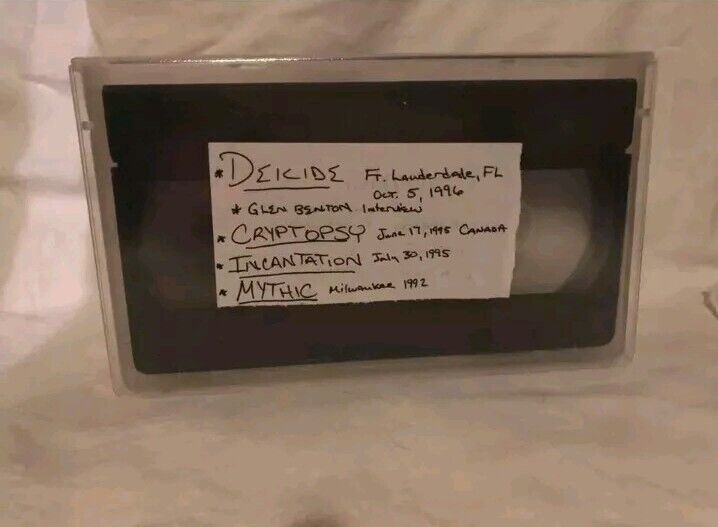 * DEICIDE Ft. Lauderdale, FL
Oct. 5, 1996
* GLEN BENTON Interview
* CRYPTOPSY June 17, 1995 CANADA
* INCANTATION July 30, 1995
* MYTHIC Milwaukee 1992